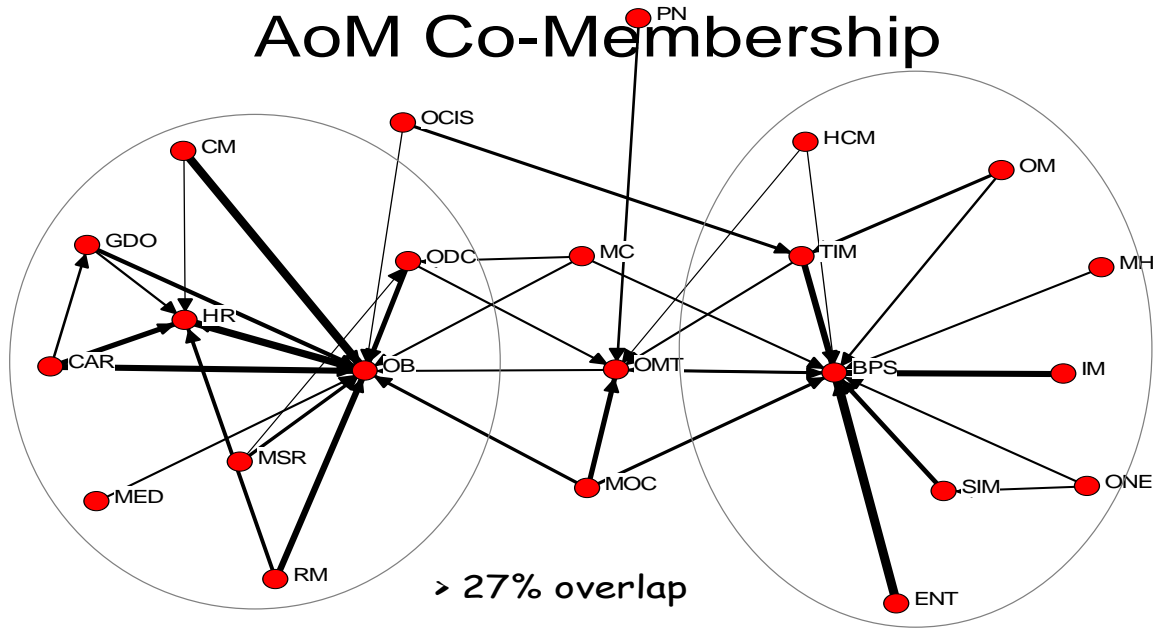 PN
AoM Co-Membership
OCIS
HCM
CM
OM
GDO
ODC
MC
TIM
MH
HR
CAR
OB
OMT
BPS
IM
MSR
MED
MOC
SIM
ONE
RM
> 27% overlap
ENT